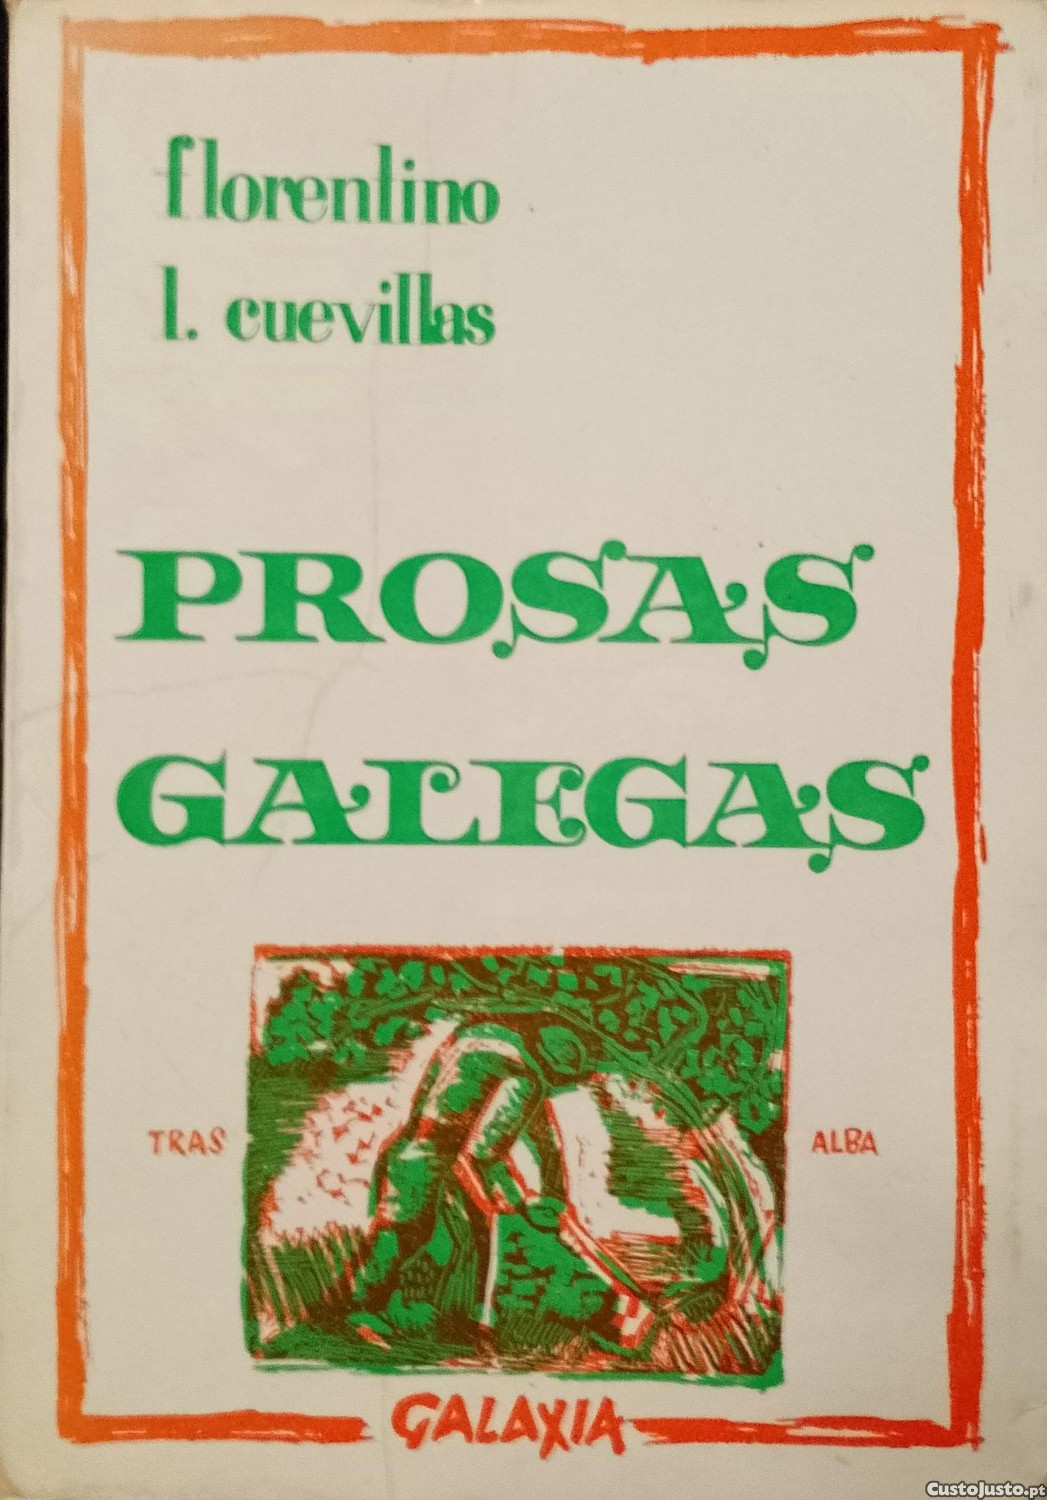 florentino
l. cuevillas
PROSAS
GALEGAS
TRAS ALBA
GALAXIA
CustoJusto.pt